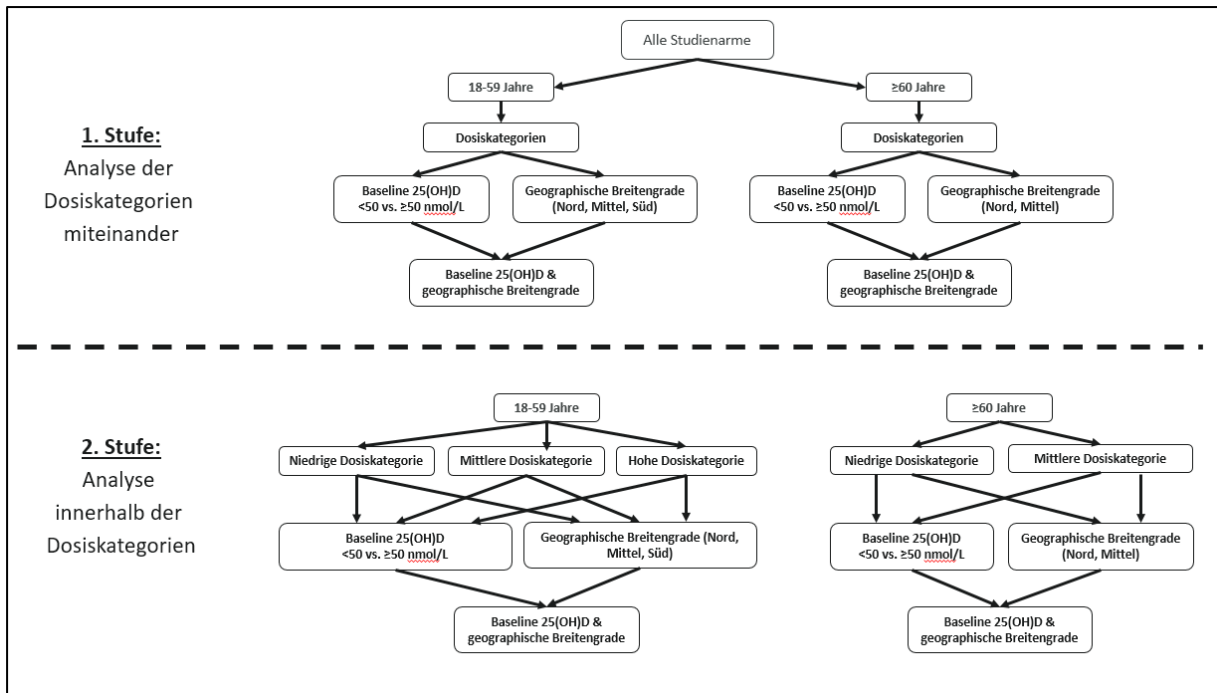 Alle Studienarme
18-59 Jahre
≥60 Jahre
1. Stufe:
Analyse der
Dosiskategorien
miteinander
Dosiskategorien
Dosiskategorien
Baseline 25(OH)D
<50 vs. ≥50 nmol/L
Geographische Breitengrade
(Nord, Mittel, Süd)
Baseline 25(OH)D
<50 vs. ≥50 nmol/L
Geographische Breitengrade
(Nord, Mittel)
Baseline 25(OH)D &
geographische Breitengrade
Baseline 25(OH)D &
geographische Breitengrade
18-59 Jahre
≥60 Jahre
2. Stufe:
Analyse
innerhalb der
Dosiskategorien
Niedrige Dosiskategorie
Mittlere Dosiskategorie
Hohe Dosiskategorie
Niedrige Dosiskategorie
Mittlere Dosiskategorie
Baseline 25(OH)D
<50 vs. ≥50 nmol/L
Geographische Breitengrade (Nord,
Mittel, Süd)
Baseline 25(OH)D
<50 vs. ≥50 nmol/L
Geographische Breitengrade
(Nord, Mittel)
Baseline 25(OH)D &
geographische Breitengrade
Baseline 25(OH)D &
geographische Breitengrade